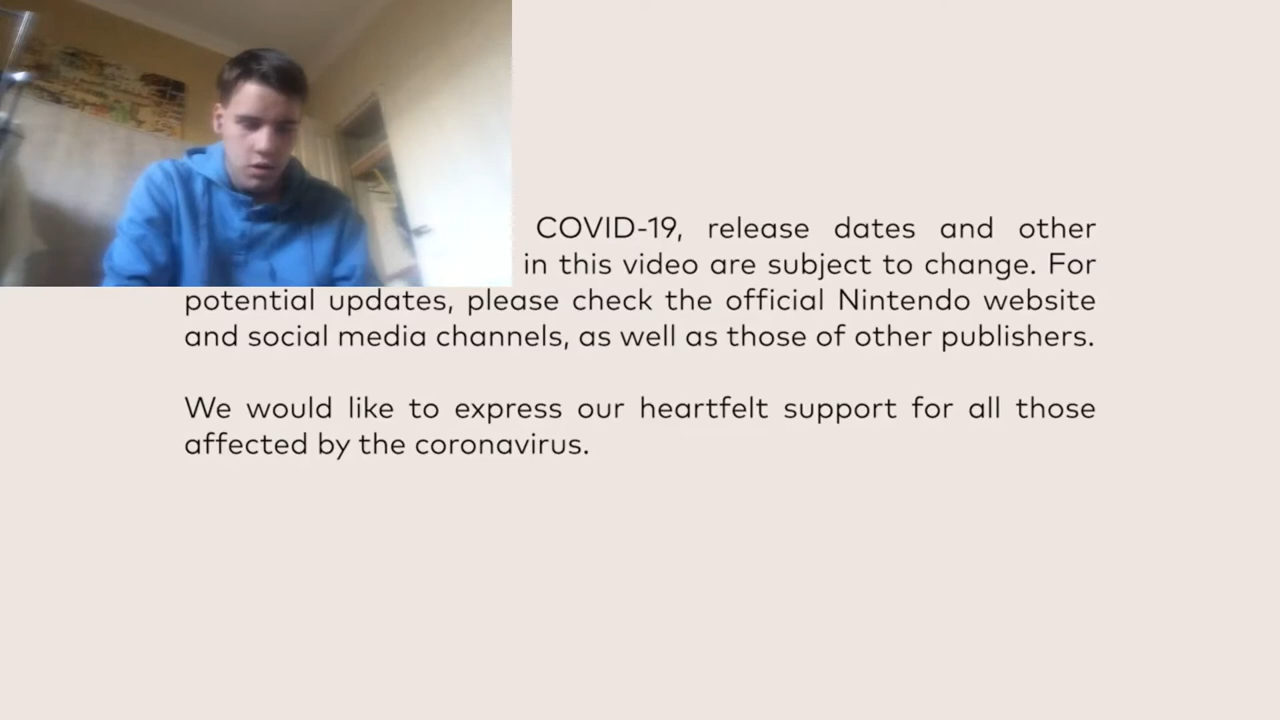 COVID-19, release dates and other
in this video are subject to change. For
potential updates, please check the official Nintendo website
and social media channels, as well as those of other publishers.
We would like to express our heartfelt support for all those
affected by the coronavirus.